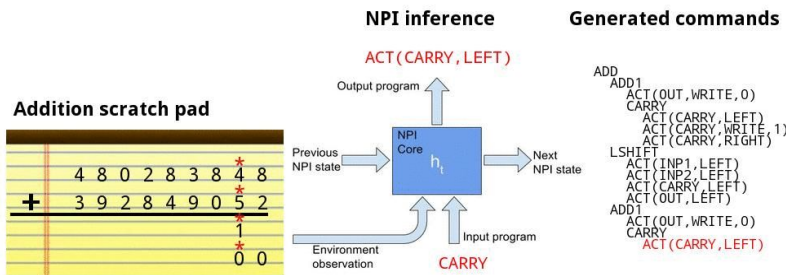 Addition scratch pad
*
4 8 0 2 8 3 8 4 8
*
+ 3 9 2 8 4 9 0 5 2
*
1
*
0 0
NPI inference
ACT(CARRY,LEFT)
Output program
NPI
Core
Previous
NPI state
ht
Next
NPI state
Environment
observation
Input program
CARRY
Generated commands
ADD
ADD1
ACT(OUT,WRITE,0)
CARRY
ACT(CARRY,LEFT)
ACT(CARRY,WRITE,1)
ACT(CARRY,RIGHT)
LSHIFT
ACT(INP1,LEFT)
ACT(INP2,LEFT)
ACT(CARRY,LEFT)
ACT(OUT,LEFT)
ADD1
ACT(OUT,WRITE,0)
CARRY
ACT(CARRY,LEFT)